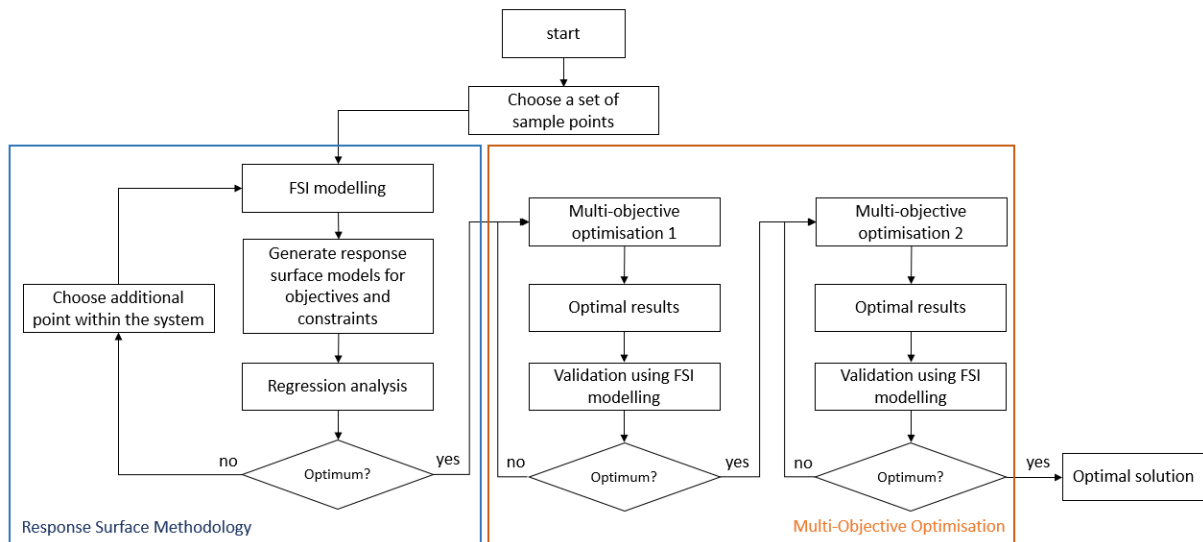 start
Choose a set of
sample points
FSI modelling
Generate response
surface models for
objectives and
constraints
Choose additional
point within the system
Regression analysis
Optimum?
no
yes
Response Surface Methodology
Multi-objective
optimisation 1
Optimal results
Validation using FSI
modelling
Optimum?
no
yes
Multi-objective
optimisation 2
Optimal results
Validation using FSI
modelling
Optimum?
no
yes
Multi-Objective Optimisation
Optimal solution